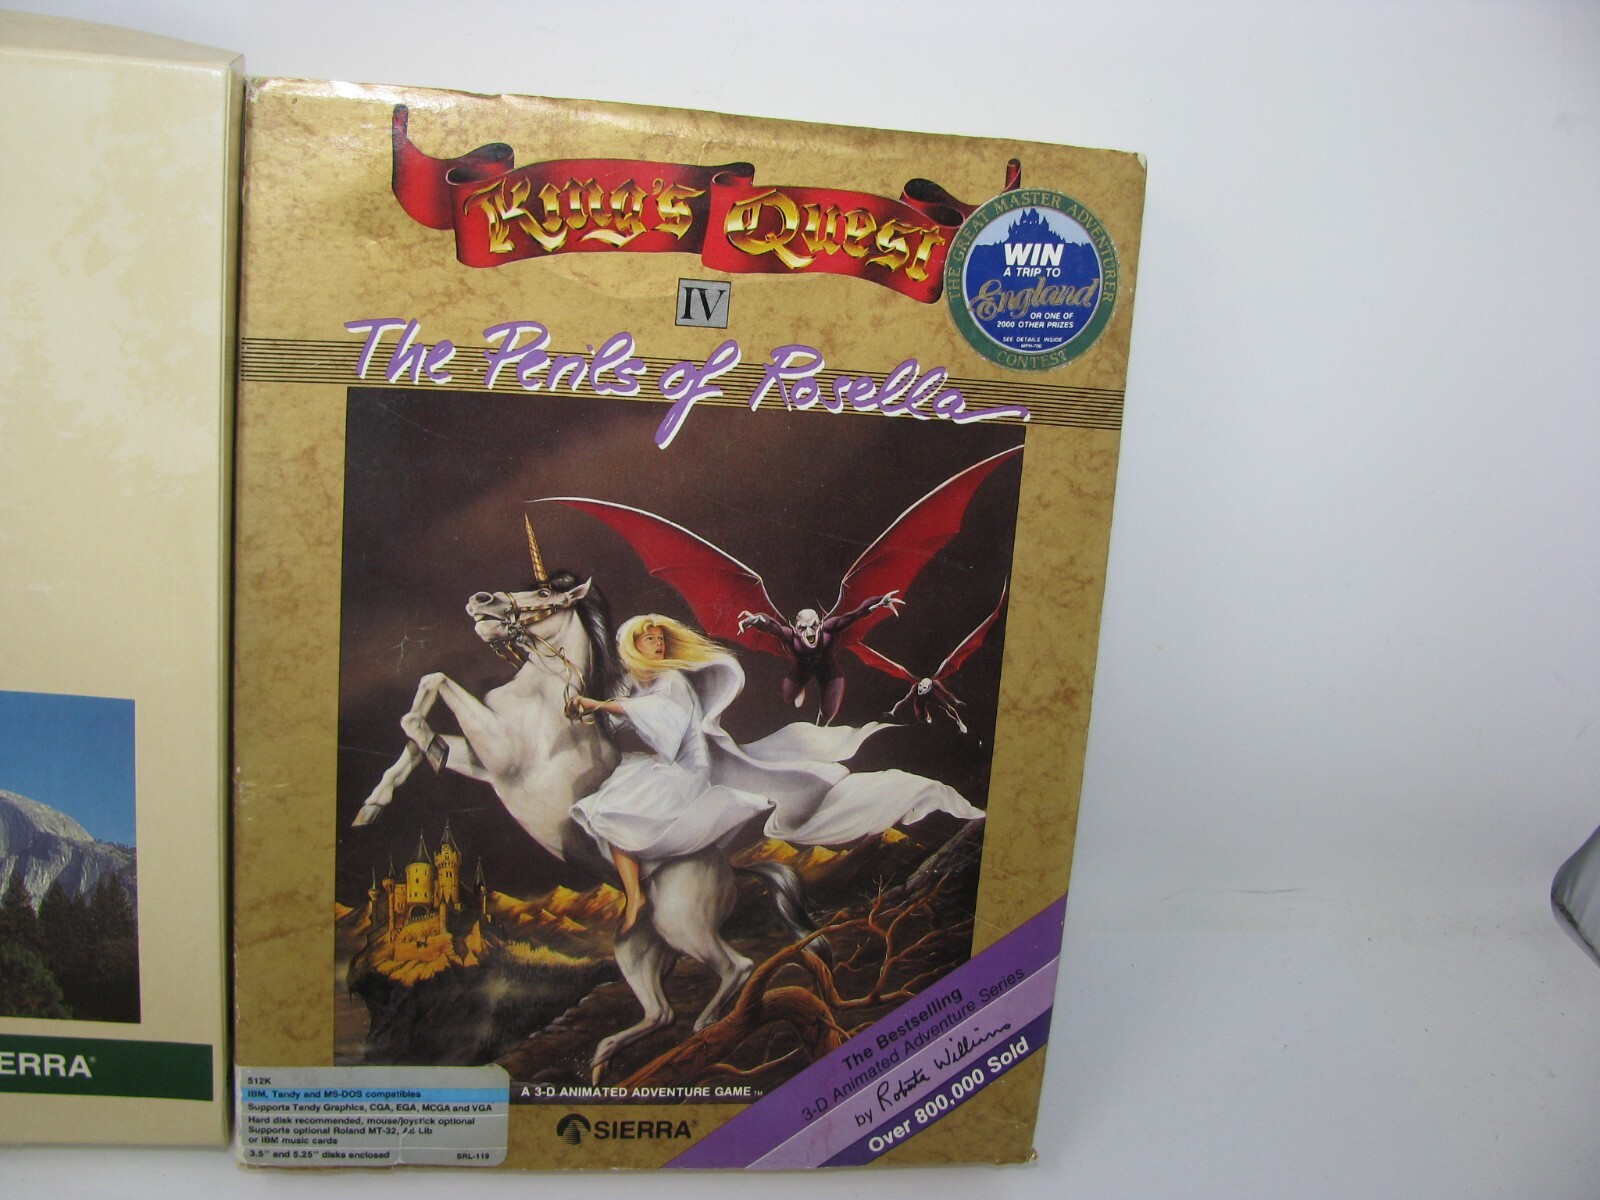 King's Quest
IV
The Perils of Rosella
THE GREAT MASTER ADVENTURER
WIN
A TRIP TO
England
OR ONE OF
2000 OTHER PRIZES
SEE DETAILS INSIDE
CONTEST
The Bestselling
3-D Animated Adventure Series
by Roberta Williams
Over 800,000 Sold
A 3-D ANIMATED ADVENTURE GAME™
SIERRA®
512K
IBM, Tandy and MS-DOS compatibles
Supports Tandy Graphics, CGA, EGA, MCGA and VGA
Hard disk recommended, mouse/joystick optional
Supports optional Roland MT-32, Ad Lib
or IBM music cards
3.5" and 5.25" disks enclosed
SRL-119
ERRA®